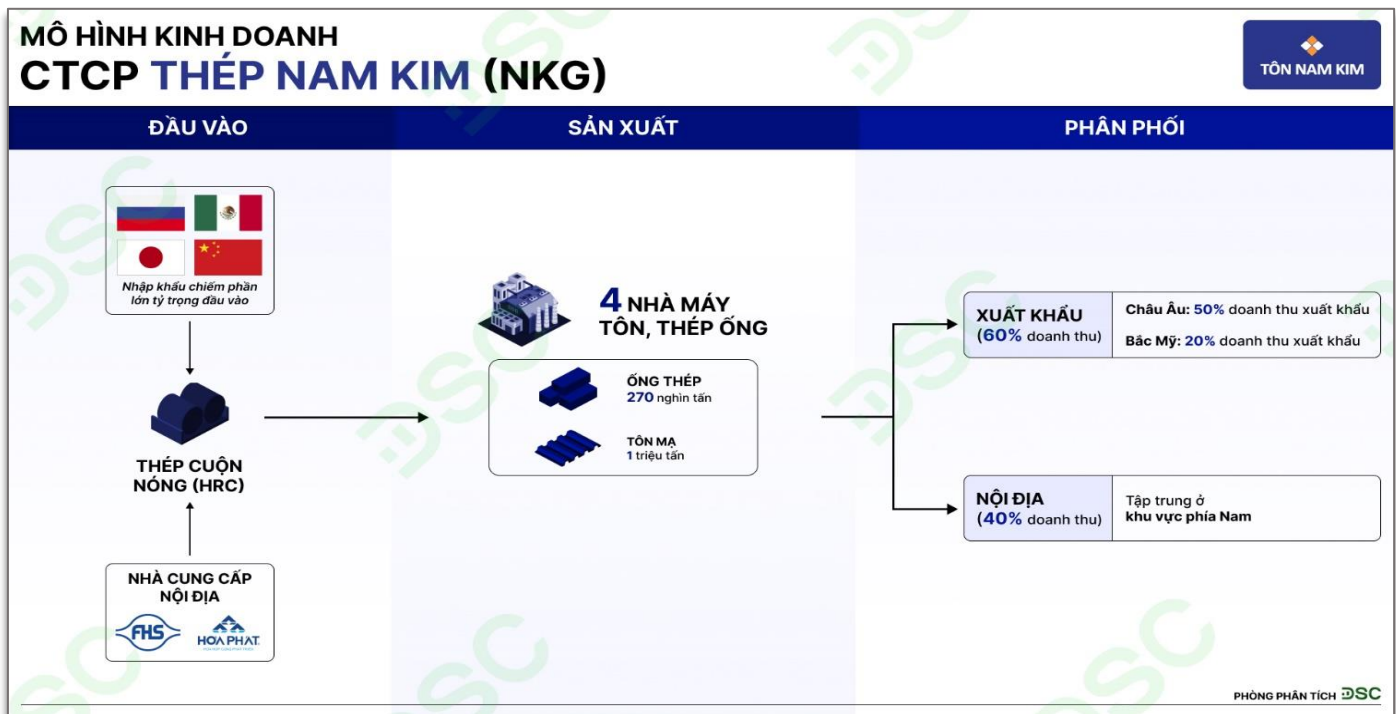 MÔ HÌNH KINH DOANH
CTCP THÉP NAM KIM (NKG)
TÔN NAM KIM
ĐẦU VÀO
SẢN XUẤT
PHÂN PHỐI
Nhập khẩu chiếm phần
lớn tỷ trọng đầu vào
THÉP CUỘN
NÓNG (HRC)
NHÀ CUNG CẤP
NỘI ĐỊA
FHS
HOA PHAT
4 NHÀ MÁY
TÔN, THÉP ỐNG
ỐNG THÉP
270 nghìn tấn
TÔN MẠ
1 triệu tấn
XUẤT KHẨU
(60% doanh thu)
Châu Âu: 50% doanh thu xuất khẩu
Bắc Mỹ: 20% doanh thu xuất khẩu
NỘI ĐỊA
(40% doanh thu)
Tập trung ở
khu vực phía Nam
PHÒNG PHÂN TÍCH DSC